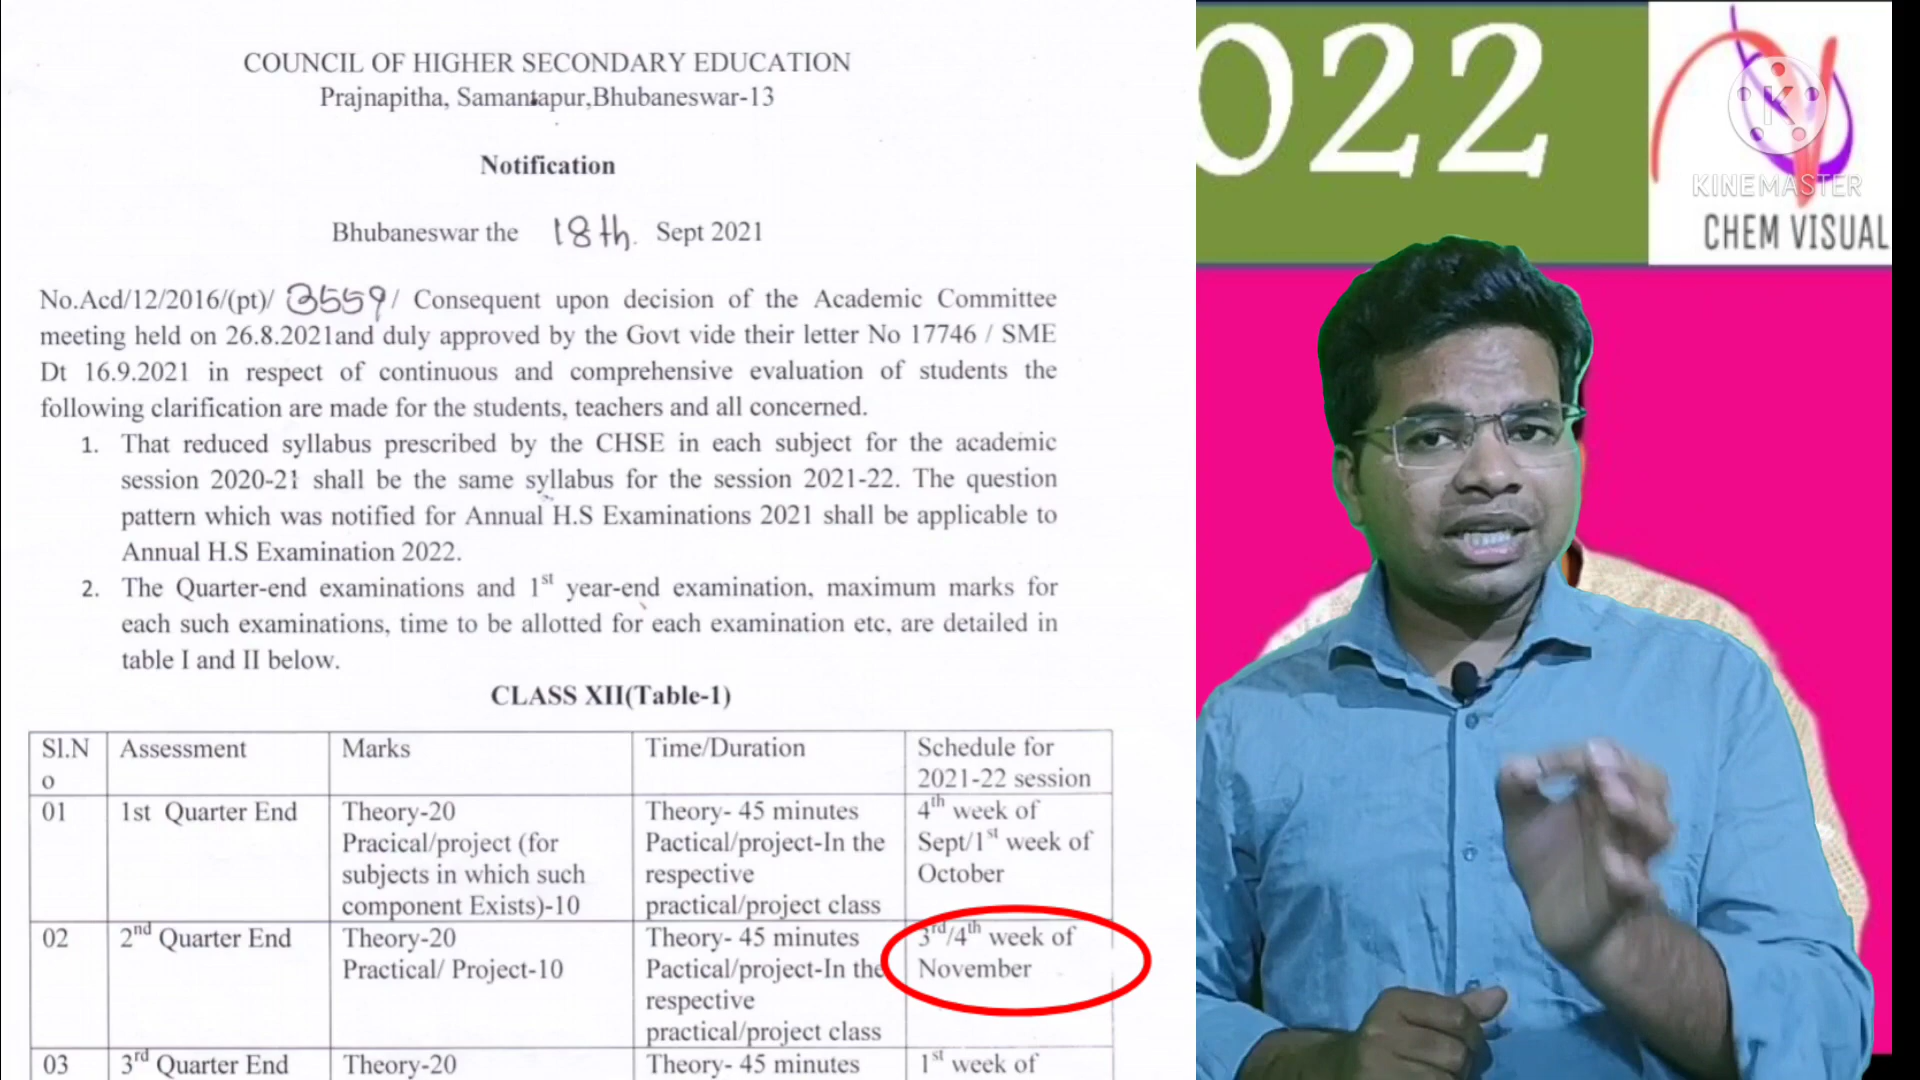 COUNCIL OF HIGHER SECONDARY EDUCATION
Prajnapitha, Samantapur,Bhubaneswar-13
Notification
Bhubaneswar the 18th. Sept 2021
No.Acd/12/2016/(pt)/ 3559/ Consequent upon decision of the Academic Committee
meeting held on 26.8.2021and duly approved by the Govt vide their letter No 17746 / SME
Dt 16.9.2021 in respect of continuous and comprehensive evaluation of students the
following clarification are made for the students, teachers and all concerned.
1. That reduced syllabus prescribed by the CHSE in each subject for the academic
session 2020-21 shall be the same syllabus for the session 2021-22. The question
pattern which was notified for Annual H.S Examinations 2021 shall be applicable to
Annual H.S Examination 2022.
2. The Quarter-end examinations and 1st year-end examination, maximum marks for
each such examinations, time to be allotted for each examination etc, are detailed in
table I and II below.
CLASS XII(Table-1)
Sl.N
o
Assessment
Marks
Time/Duration
Schedule for
2021-22 session
01
1st Quarter End
Theory-20
Pracical/project (for
subjects in which such
component Exists)-10
Theory- 45 minutes
Pactical/project-In the
respective
practical/project class
4th week of
Sept/1st week of
October
02
2nd Quarter End
Theory-20
Practical/ Project-10
Theory- 45 minutes
Pactical/project-In the
respective
practical/project class
3rd/4th week of
November
03
3rd Quarter End
Theory-20
Theory- 45 minutes
1st week of
022
K
KINEMASTER
CHEM VISUAL